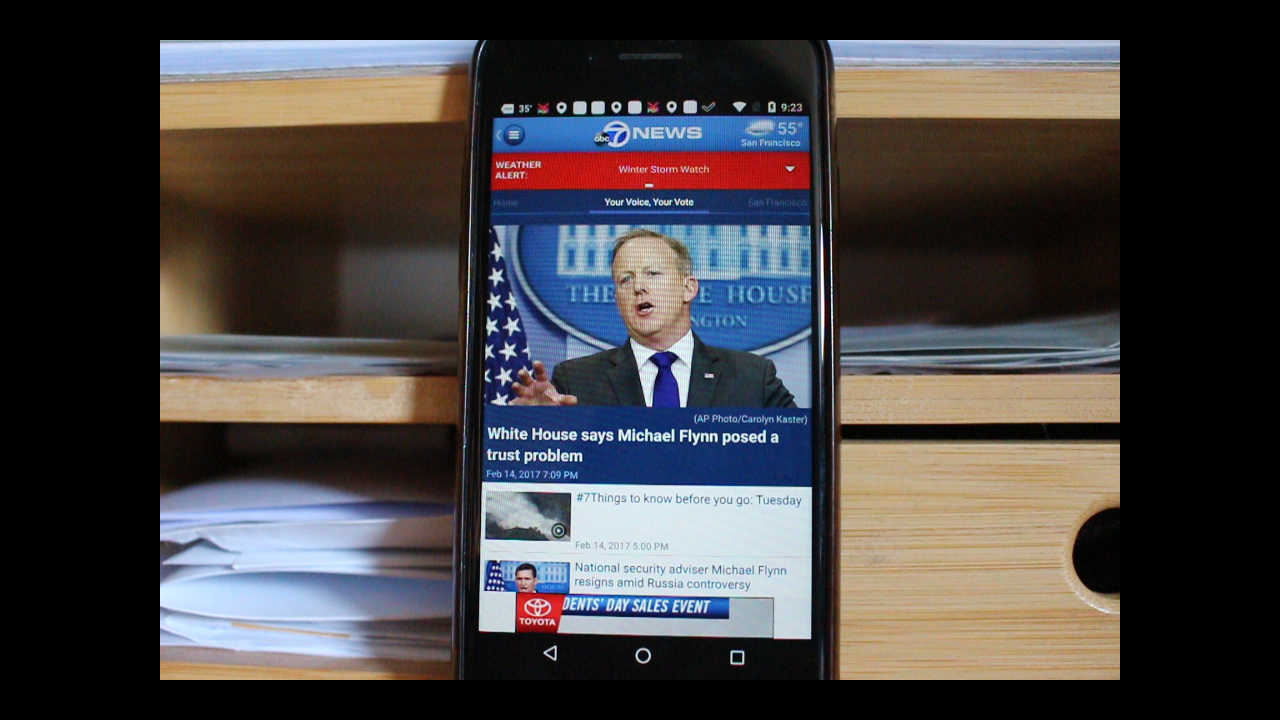 35°
9:23
abc 7 NEWS
55°
San Francisco
WEATHER
ALERT:
Winter Storm Watch
Home
Your Voice, Your Vote
San Francisco
THE HOUSE
NGTON
(AP Photo/Carolyn Kaster)
White House says Michael Flynn posed a
trust problem
Feb 14, 2017 7:09 PM
#7Things to know before you go: Tuesday
Feb 14, 2017 5:00 PM
National security adviser Michael Flynn
resigns amid Russia controversy
DENTS' DAY SALES EVENT
TOYOTA